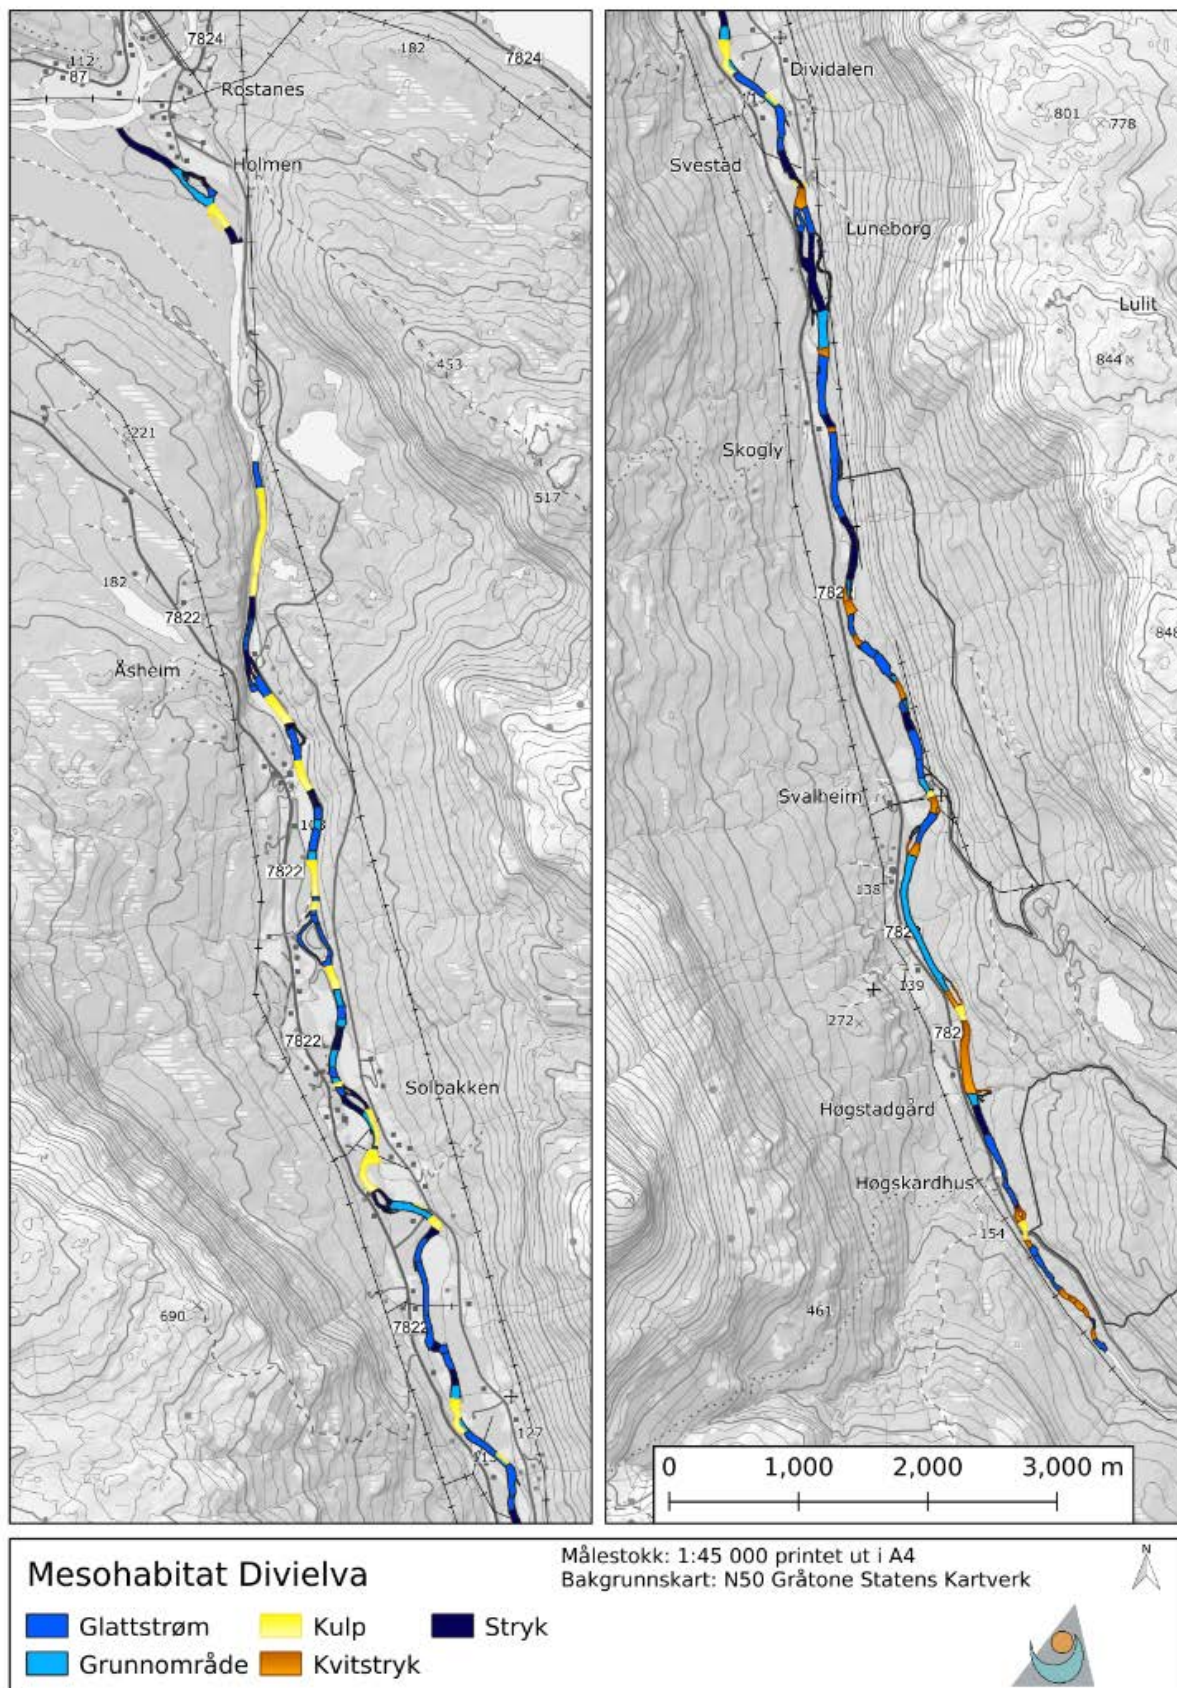 7824
182
7824
112
87
Rostanes
Holmen
453
221
517
182
7822
Åsheim
103
7822
7822
Solbakken
690
7822
127
113
Dividalen
801
778
Svestad
Luneborg
Lulit
844
Skogly
782
848
Svalheim
138
782
139
272
782
Høgstadgård
Høgskardhus
154
461
0 1,000 2,000 3,000 m
Mesohabitat Divielva
Målestokk: 1:45 000 printet ut i A4
Bakgrunnskart: N50 Gråtone Statens Kartverk
N
Glattstrøm Kulp Stryk
Grunnområde Kvitstryk